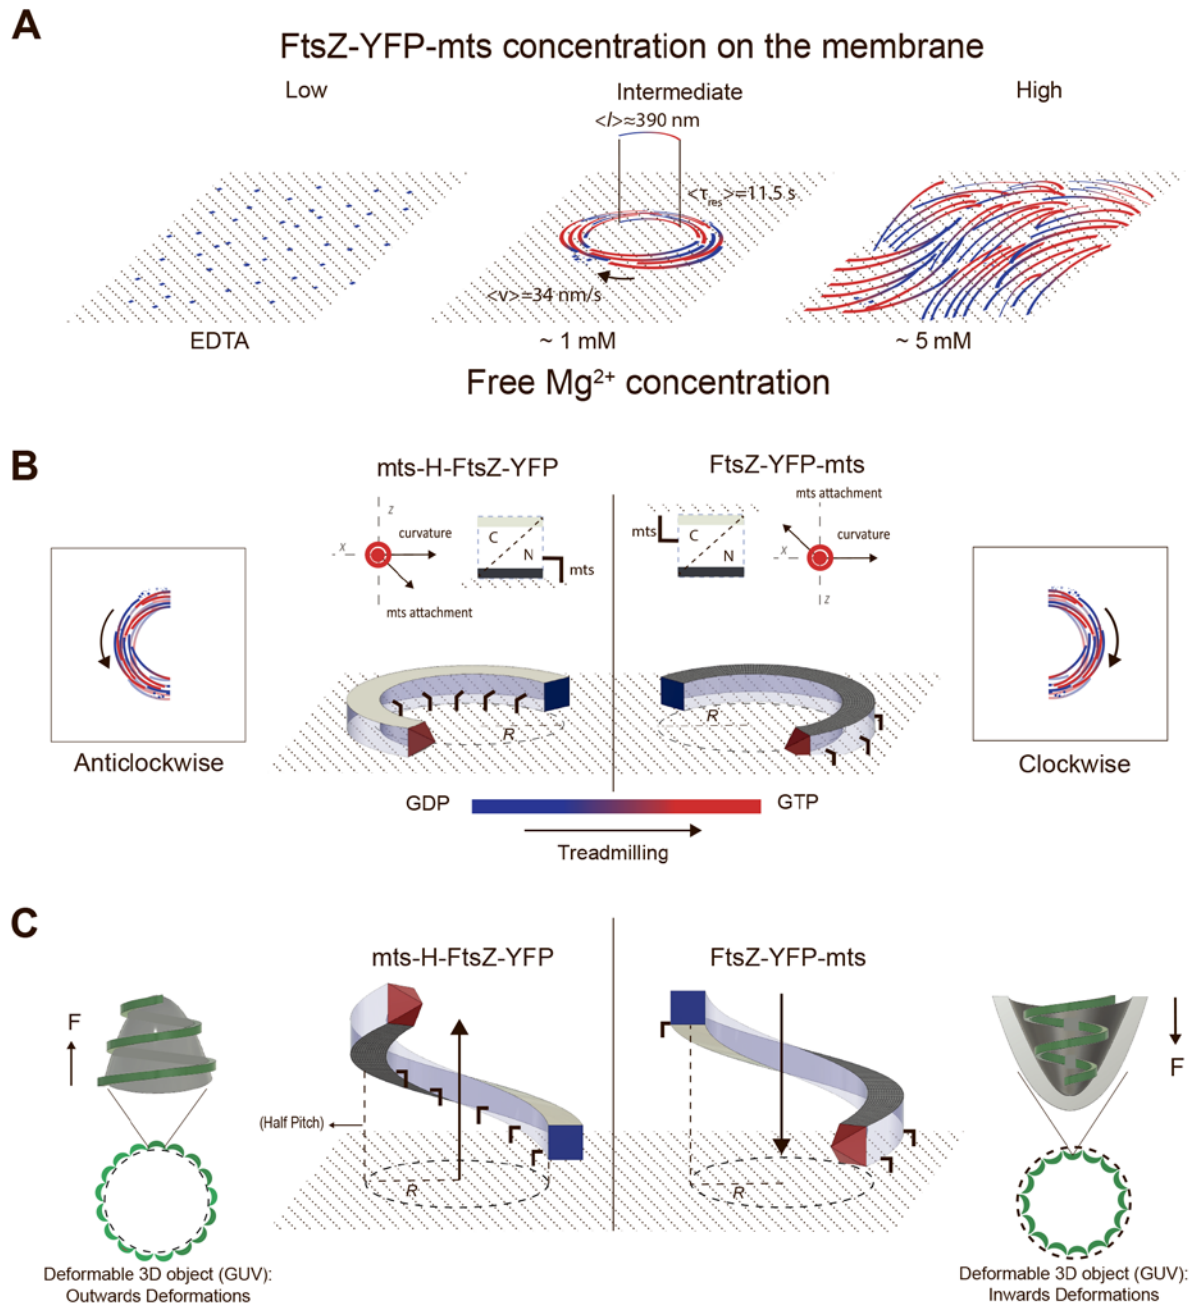 A
FtsZ-YFP-mts concentration on the membrane
Low
Intermediate
High
<l>≈390 nm
<τres>=11.5 s
<v>=34 nm/s
EDTA
~ 1 mM
~ 5 mM
Free Mg²⁺ concentration
B
mts-H-FtsZ-YFP
FtsZ-YFP-mts
z
x
curvature
mts attachment
C
N
mts
mts
C
N
mts attachment
x
curvature
z
R
R
Anticlockwise
Clockwise
GDP
GTP
Treadmilling
C
mts-H-FtsZ-YFP
FtsZ-YFP-mts
F
F
(Half Pitch)
R
R
Deformable 3D object (GUV):
Outwards Deformations
Deformable 3D object (GUV):
Inwards Deformations